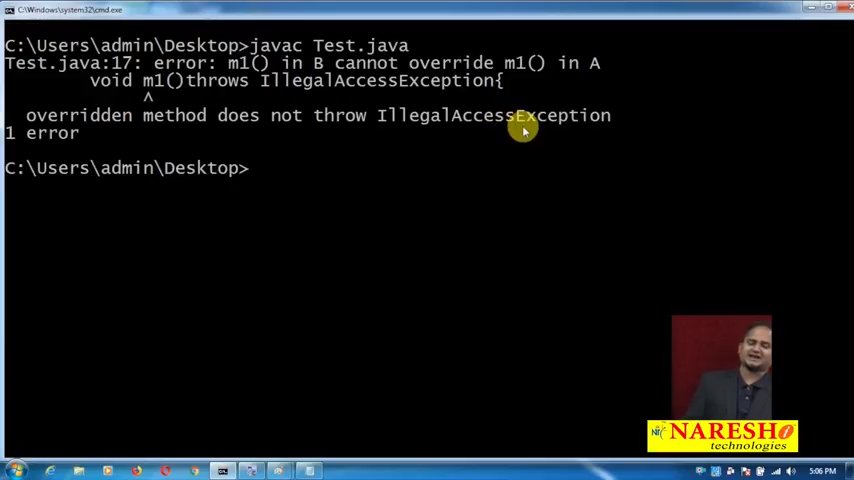 C:\Windows\system32\cmd.exe
C:\Users\admin\Desktop>javac Test.java
Test.java:17: error: m1() in B cannot override m1() in A
        void m1()throws IllegalAccessException{
             ^
  overridden method does not throw IllegalAccessException
1 error
C:\Users\admin\Desktop>
NARESH i
technologies
5:06 PM